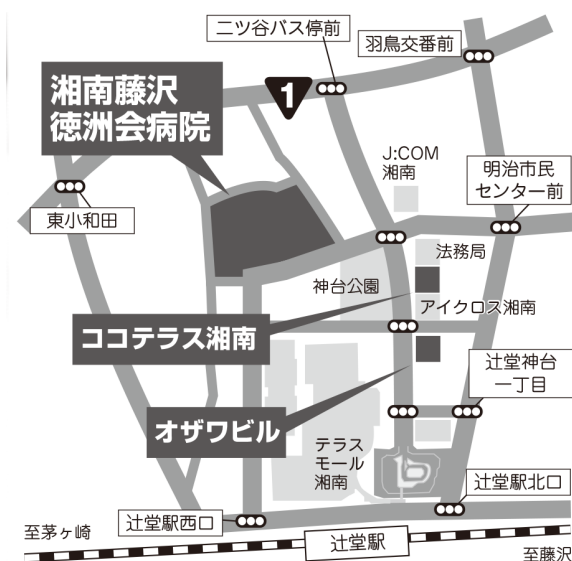 二ツ谷バス停前
羽鳥交番前
1
湘南藤沢
徳洲会病院
J:COM
湘南
明治市民
センター前
東小和田
法務局
神台公園
アイクロス湘南
ココテラス湘南
辻堂神台
一丁目
オザワビル
テラス
モール
湘南
辻堂駅北口
辻堂駅西口
至茅ヶ崎
辻堂駅
至藤沢